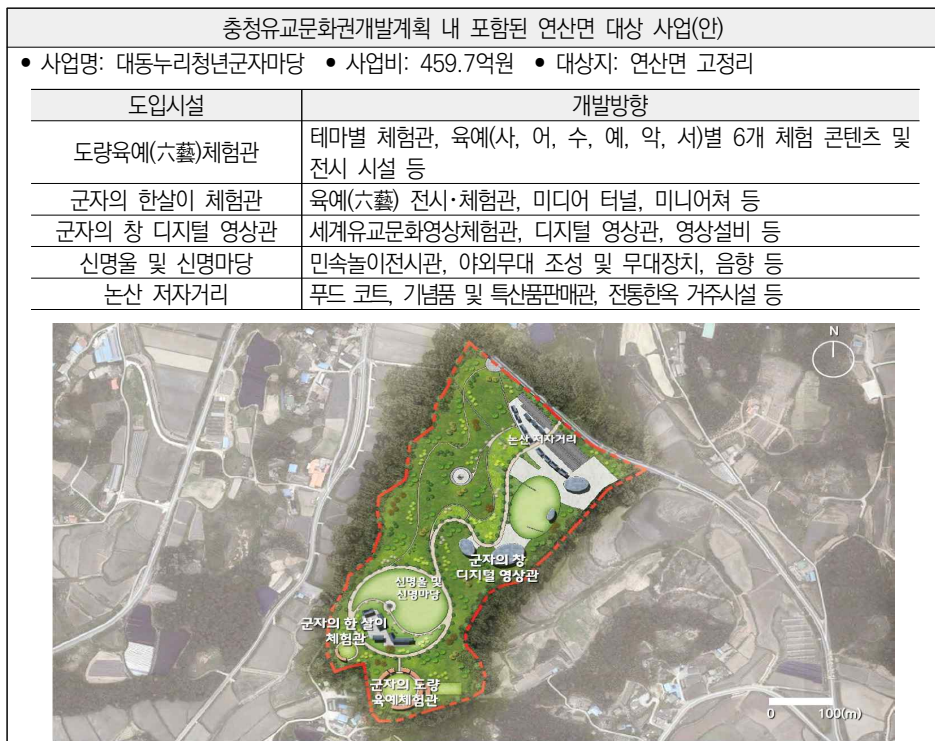 충청유교문화권개발계획 내 포함된 연산면 대상 사업(안)
• 사업명: 대동누리청년군자마당 • 사업비: 459.7억원 • 대상지: 연산면 고정리
도입시설 개발방향
도량육예(六藝)체험관 테마별 체험관, 육예(사, 어, 수, 예, 악, 서)별 6개 체험 콘텐츠 및
전시 시설 등
군자의 한살이 체험관 육예(六藝) 전시·체험관, 미디어 터널, 미니어쳐 등
군자의 창 디지털 영상관 세계유교문화영상체험관, 디지털 영상관, 영상설비 등
신명울 및 신명마당 민속놀이전시관, 야외무대 조성 및 무대장치, 음향 등
논산 저자거리 푸드 코트, 기념품 및 특산품판매관, 전통한옥 거주시설 등
N
논산 저자거리
군자의 창
디지털 영상관
신명울 및
신명마당
군자의 한 살이
체험관
군자의 도량
육예체험관
0 100(m)